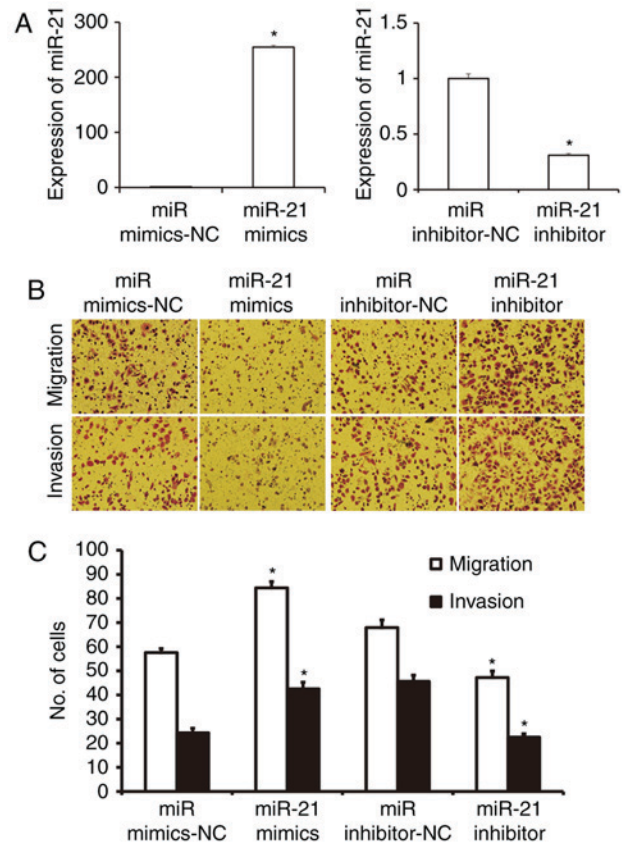 A
Expression of miR-21
300
250
200
100
0
*
miR
mimics-NC
miR-21
mimics
Expression of miR-21
1.5
1
0.5
0
*
miR
inhibitor-NC
miR-21
inhibitor
B
miR
mimics-NC
miR-21
mimics
miR
inhibitor-NC
miR-21
inhibitor
Migration
Invasion
C
No. of cells
100
90
80
70
60
50
40
30
20
10
0
*
*
*
*
Migration
Invasion
miR
mimics-NC
miR-21
mimics
miR
inhibitor-NC
miR-21
inhibitor